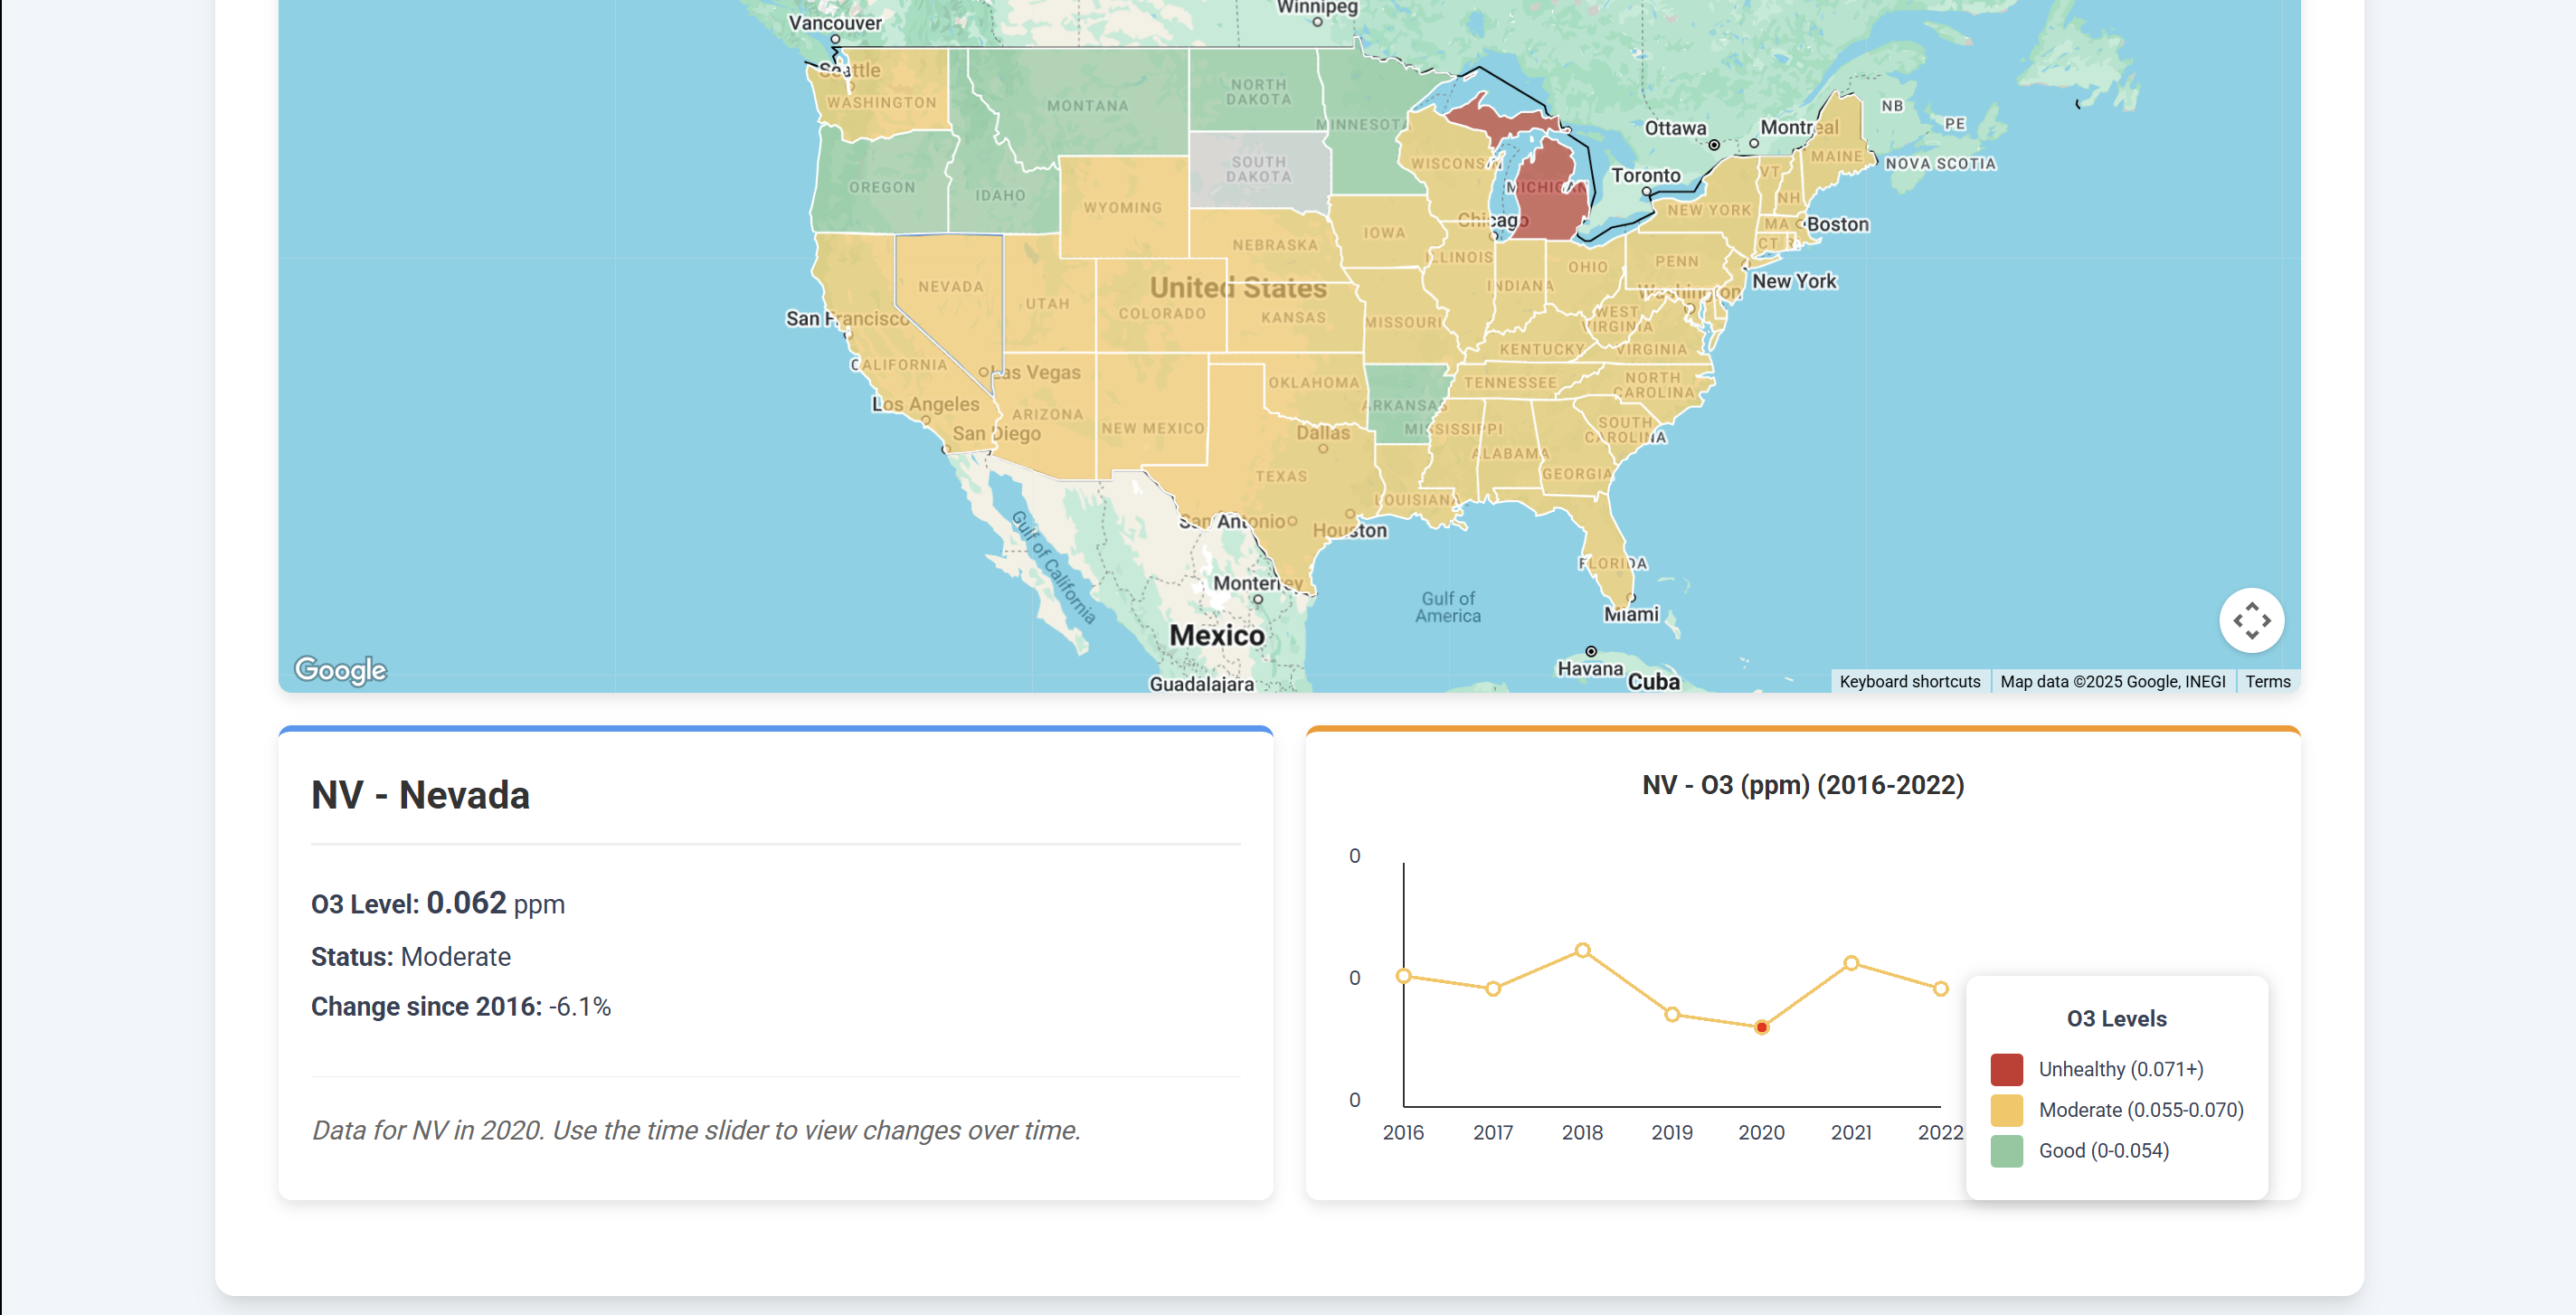 Vancouver
Winnipeg
Seattle
WASHINGTON
MONTANA
NORTH
DAKOTA
MINNESOTA
NB
PE
Ottawa
Montreal
MAINE
NOVA SCOTIA
OREGON
IDAHO
SOUTH
DAKOTA
WISCONSIN
MICHIGAN
Toronto
VT
NH
WYOMING
NEW YORK
MA
Boston
Chicago
IOWA
NEBRASKA
CT
RI
ILLINOIS
OHIO
PENN
New York
NEVADA
UTAH
United States
INDIANA
Washington
COLORADO
KANSAS
MISSOURI
WEST
VIRGINIA
San Francisco
KENTUCKY
VIRGINIA
CALIFORNIA
Las Vegas
OKLAHOMA
TENNESSEE
NORTH
CAROLINA
Los Angeles
ARIZONA
NEW MEXICO
ARKANSAS
San Diego
Dallas
MISSISSIPPI
SOUTH
CAROLINA
ALABAMA
TEXAS
GEORGIA
LOUISIANA
San Antonio
Houston
Gulf of California
FLORIDA
Monterrey
Gulf of
America
Miami
Mexico
Havana
Cuba
Guadalajara
Google
Keyboard shortcuts
Map data ©2025 Google, INEGI
Terms
NV - Nevada
O3 Level: 0.062 ppm
Status: Moderate
Change since 2016: -6.1%
Data for NV in 2020. Use the time slider to view changes over time.
NV - O3 (ppm) (2016-2022)
0
0
0
2016 2017 2018 2019 2020 2021 2022
O3 Levels
Unhealthy (0.071+)
Moderate (0.055-0.070)
Good (0-0.054)